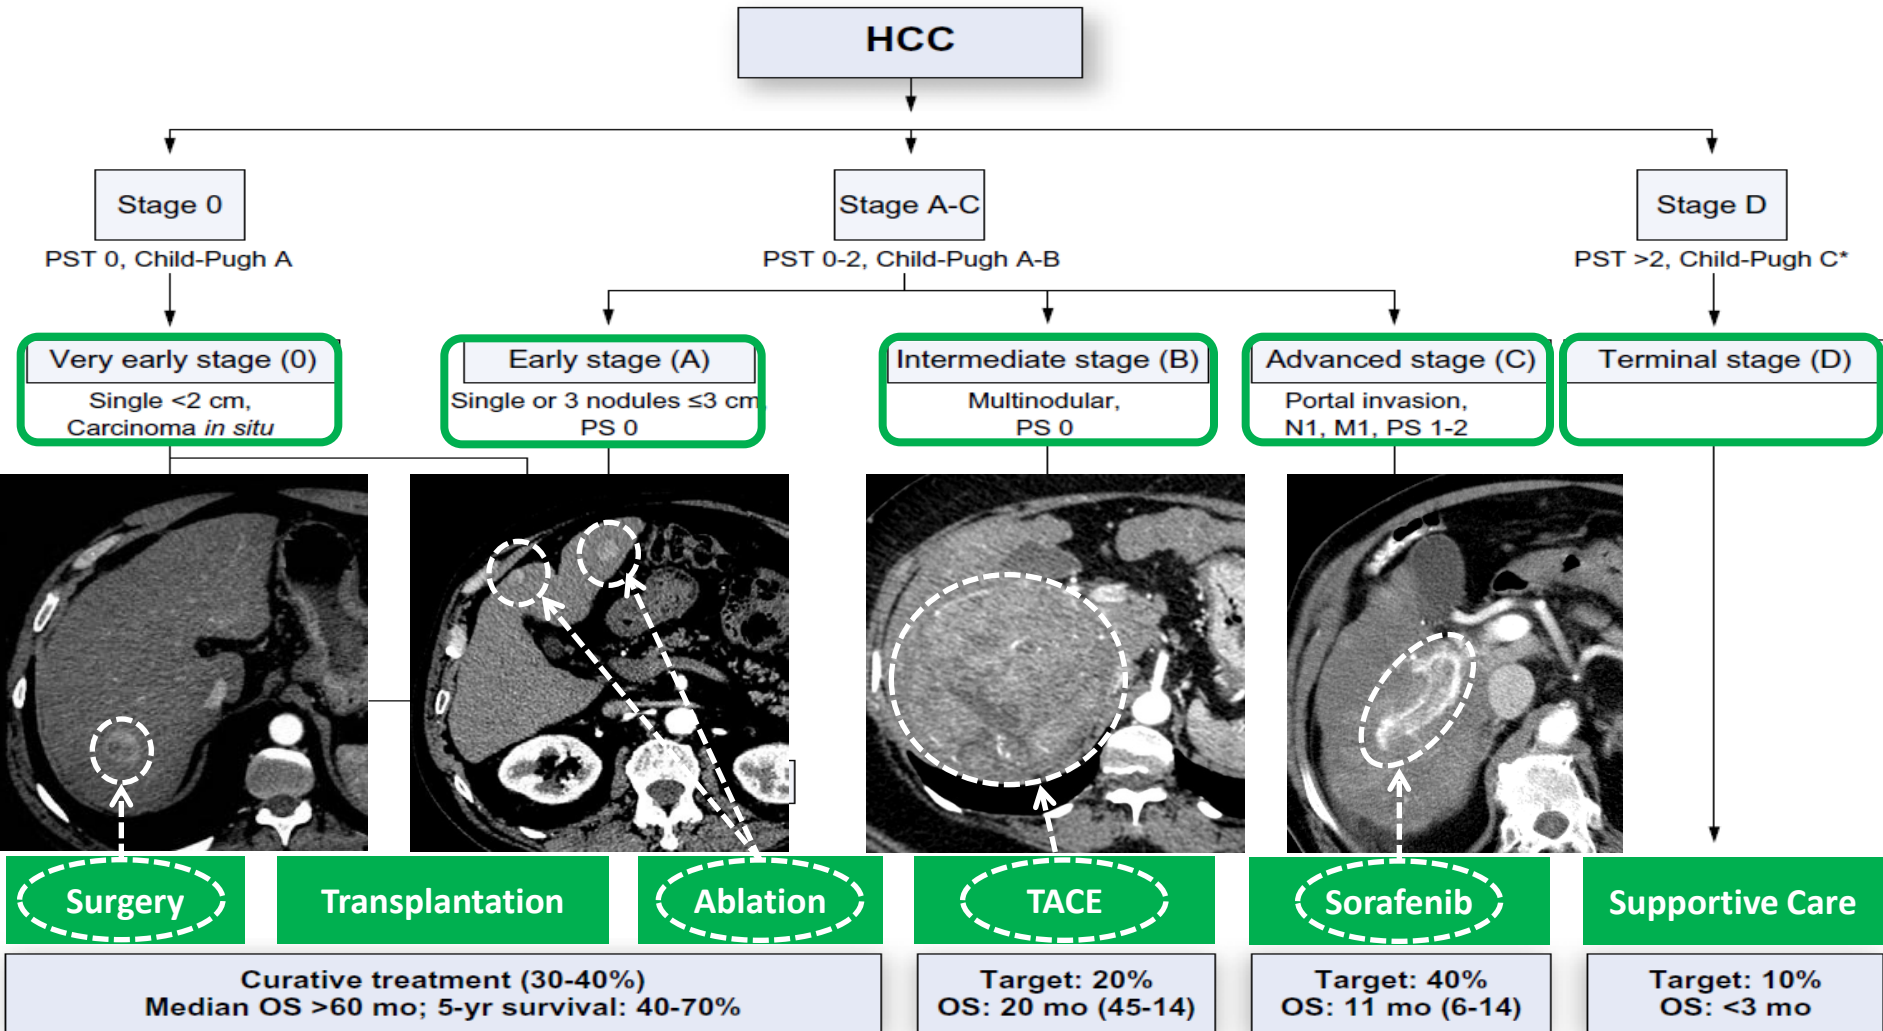 HCC
Stage 0
Stage A-C
Stage D
PST 0, Child-Pugh A
PST 0-2, Child-Pugh A-B
PST >2, Child-Pugh C*
Very early stage (0)
Single <2 cm,
Carcinoma in situ
Early stage (A)
Single or 3 nodules ≤3 cm,
PS 0
Intermediate stage (B)
Multinodular,
PS 0
Advanced stage (C)
Portal invasion,
N1, M1, PS 1-2
Terminal stage (D)
Surgery
Transplantation
Ablation
TACE
Sorafenib
Supportive Care
Curative treatment (30-40%)
Median OS >60 mo; 5-yr survival: 40-70%
Target: 20%
OS: 20 mo (45-14)
Target: 40%
OS: 11 mo (6-14)
Target: 10%
OS: <3 mo